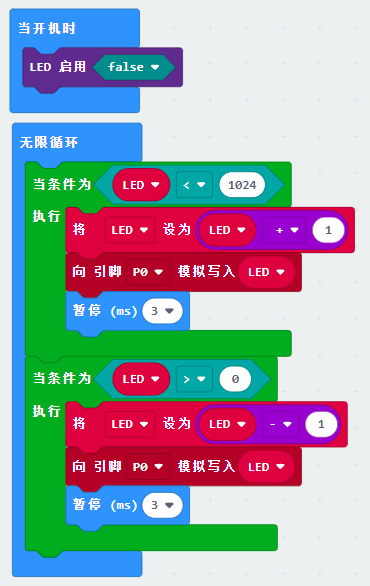 当开机时
LED 启用 false
无限循环
当条件为 LED < 1024
执行
将 LED 设为 LED + 1
向 引脚 P0 模拟写入 LED
暂停 (ms) 3
当条件为 LED > 0
执行
将 LED 设为 LED - 1
向 引脚 P0 模拟写入 LED
暂停 (ms) 3